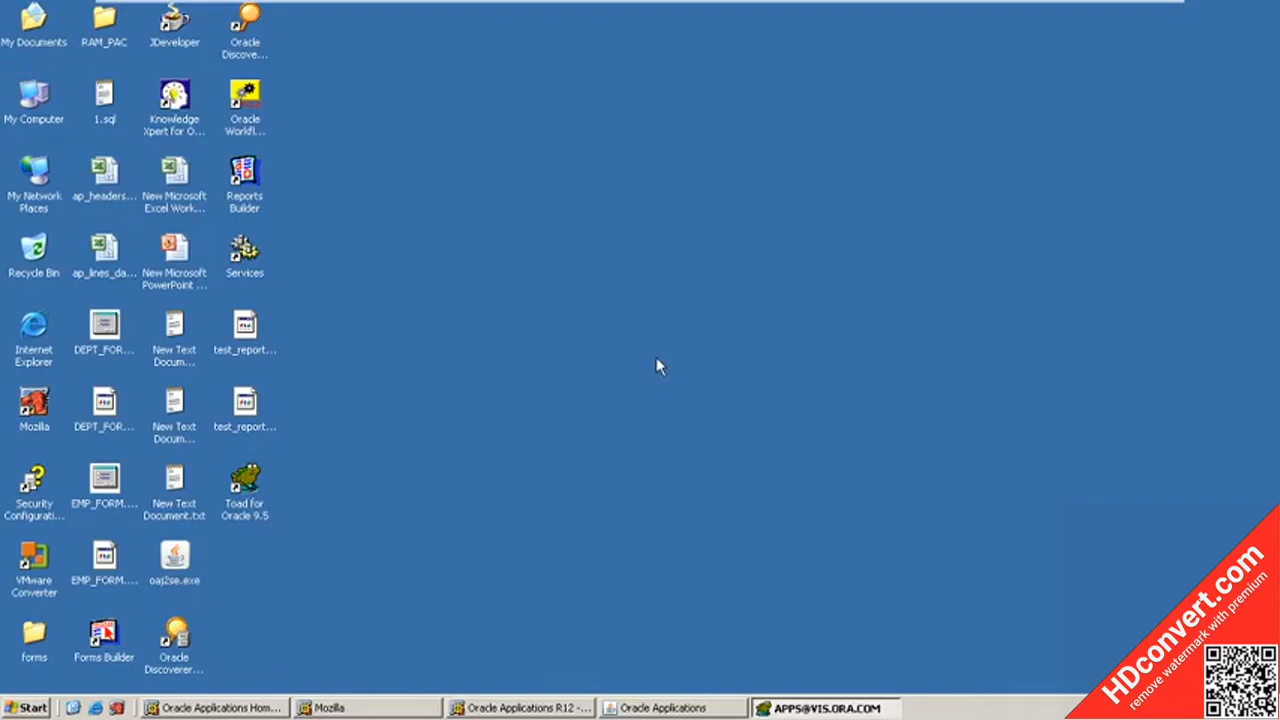 My Documents
RAM_PAC
JDeveloper
Oracle
Discove...
My Computer
1.sql
Knowledge
Xpert for O...
Oracle
Workfl...
My Network
Places
ap_headers...
New Microsoft
Excel Work...
Reports
Builder
Recycle Bin
ap_lines_da...
New Microsoft
PowerPoint ...
Services
Internet
Explorer
DEPT_FOR...
New Text
Docum...
test_report...
Mozilla
DEPT_FOR...
New Text
Docum...
test_report...
Security
Configurati...
EMP_FORM....
New Text
Document.txt
Toad for
Oracle 9.5
VMware
Converter
EMP_FORM....
oaj2se.exe
forms
Forms Builder
Oracle
Discoverer...
HDconvert.com
remove watermark with premium
Start
Oracle Applications Hom...
Mozilla
Oracle Applications R12 -...
Oracle Applications
APPS@VIS.ORA.COM